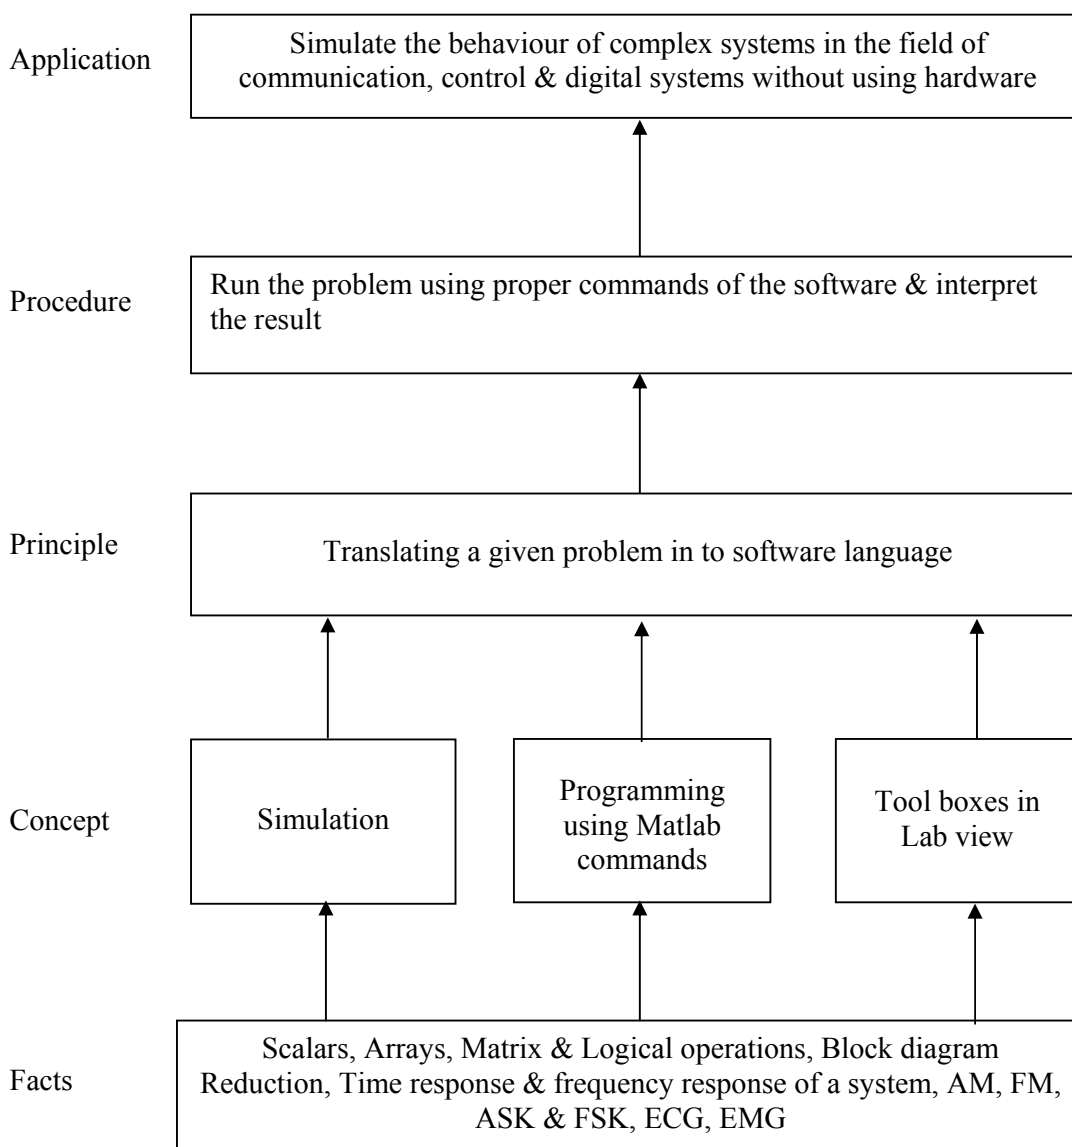 Application
Simulate the behaviour of complex systems in the field of
communication, control & digital systems without using hardware
Procedure
Run the problem using proper commands of the software & interpret
the result
Principle
Translating a given problem in to software language
Concept
Simulation
Programming
using Matlab
commands
Tool boxes in
Lab view
Facts
Scalars, Arrays, Matrix & Logical operations, Block diagram
Reduction, Time response & frequency response of a system, AM, FM,
ASK & FSK, ECG, EMG